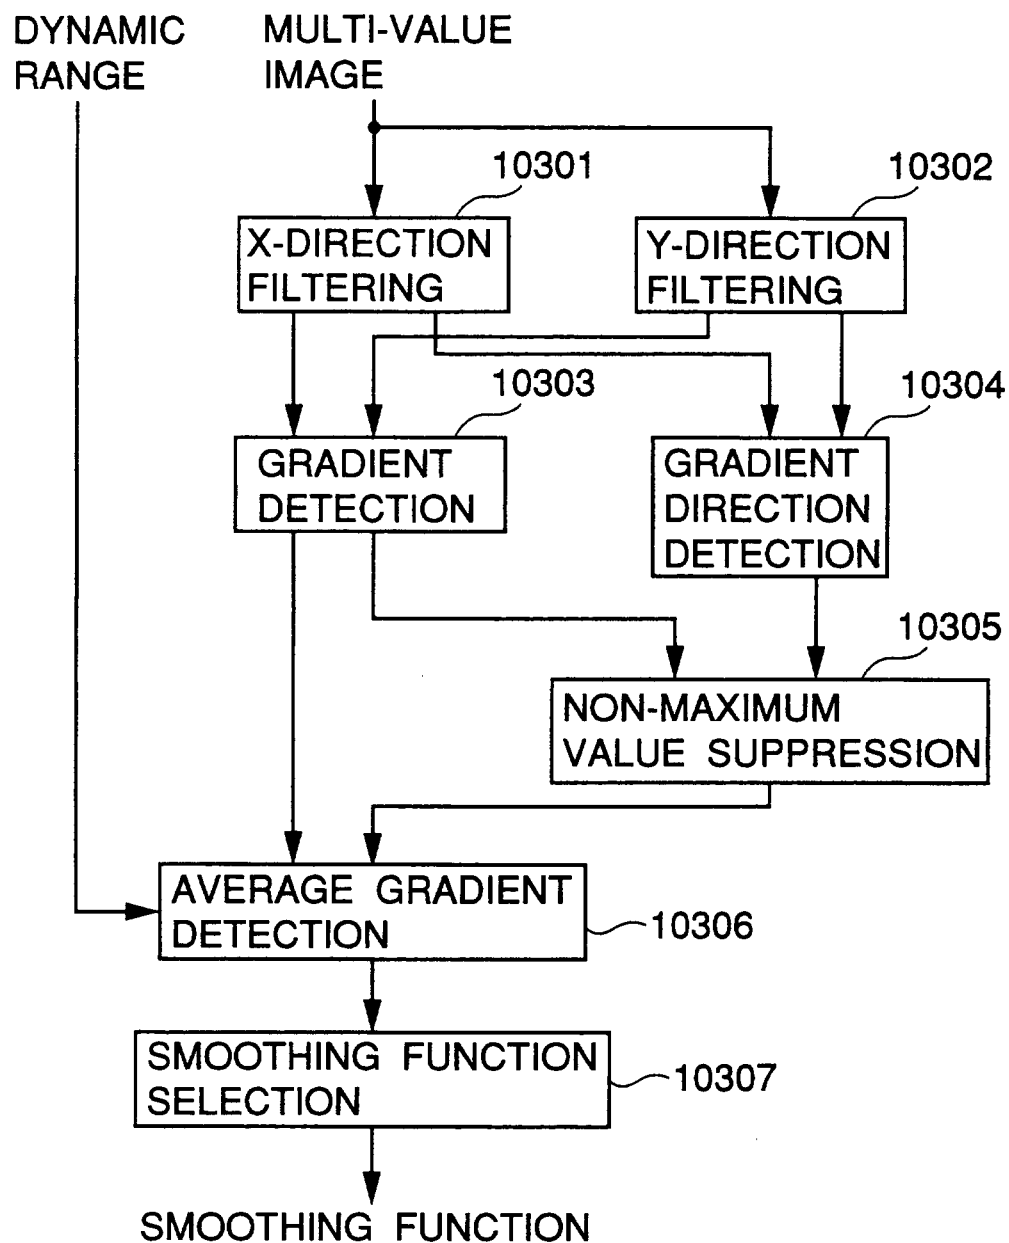 DYNAMIC
RANGE
MULTI-VALUE
IMAGE
10301
10302
X-DIRECTION
FILTERING
Y-DIRECTION
FILTERING
10303
10304
GRADIENT
DETECTION
GRADIENT
DIRECTION
DETECTION
10305
NON-MAXIMUM
VALUE SUPPRESSION
AVERAGE GRADIENT
DETECTION
10306
SMOOTHING FUNCTION
SELECTION
10307
SMOOTHING FUNCTION